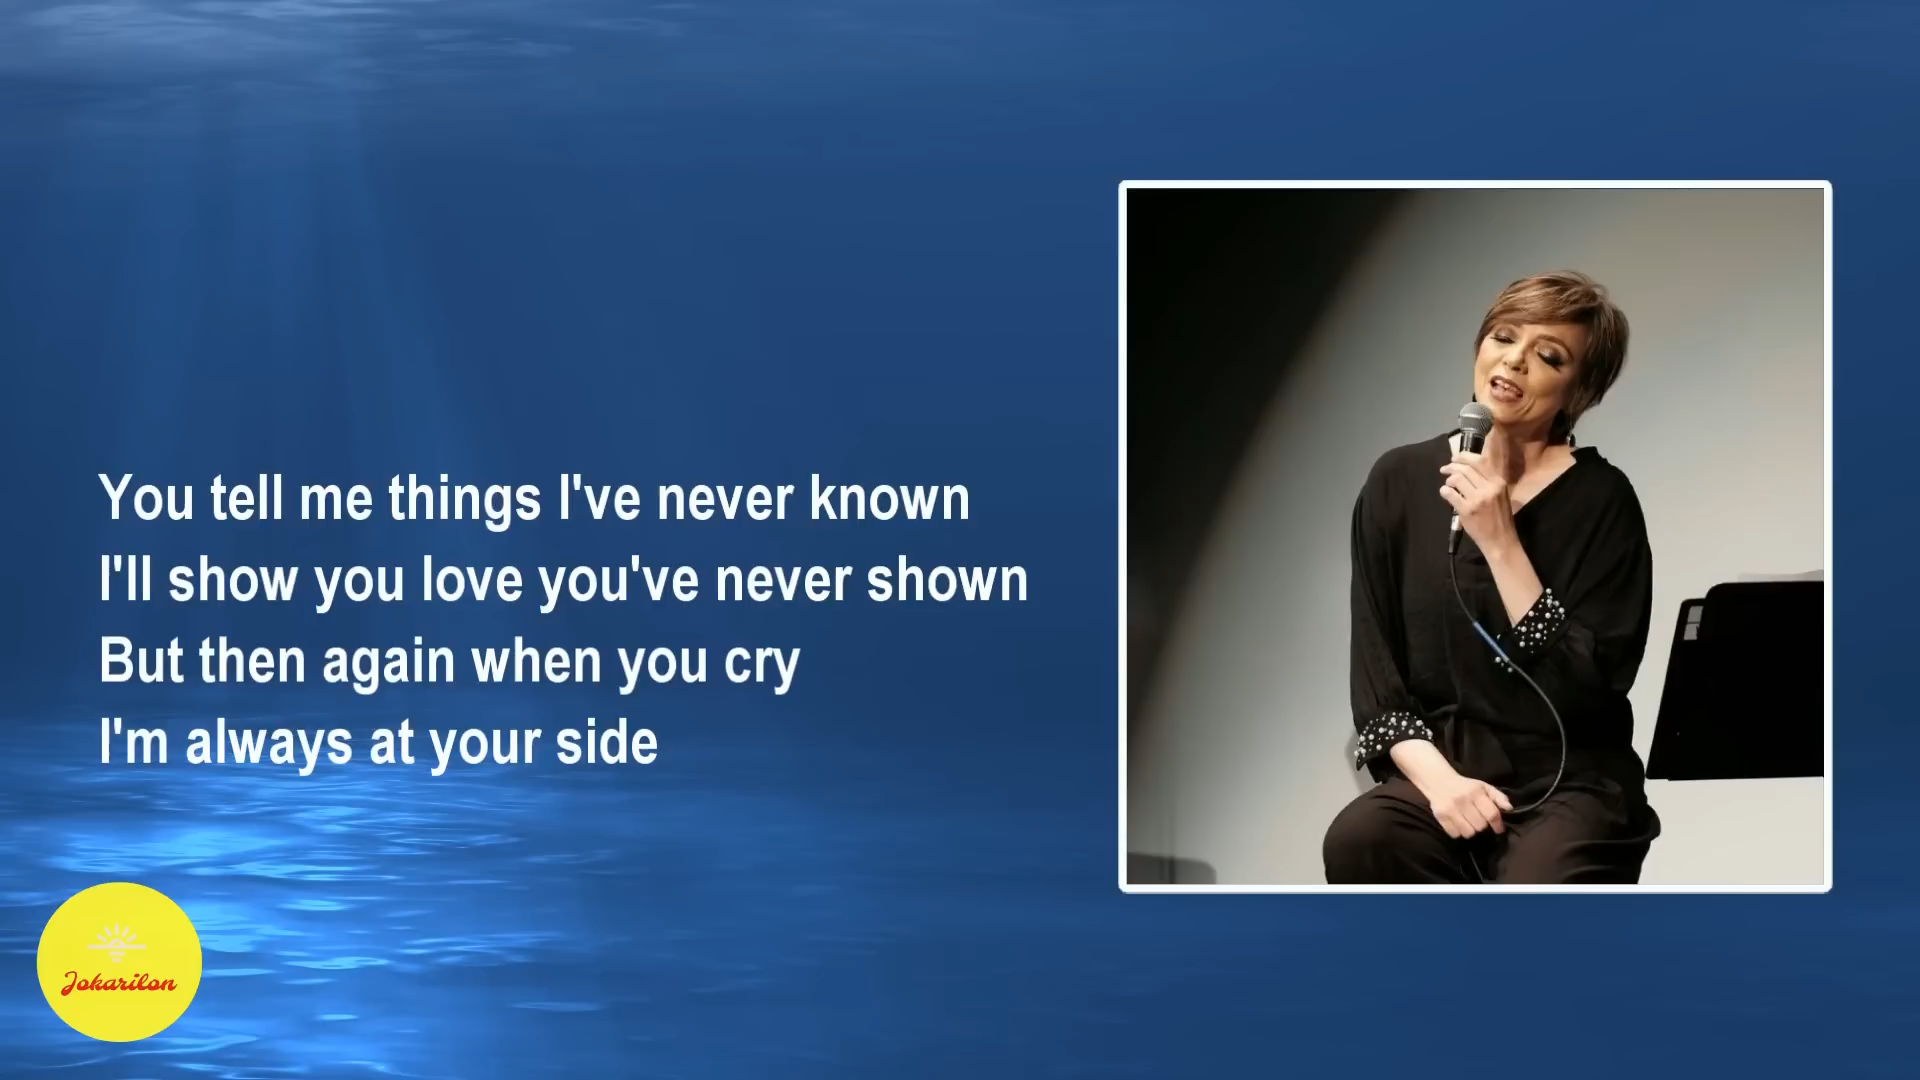 You tell me things I've never known
I'll show you love you've never shown
But then again when you cry
I'm always at your side
Jokarilon